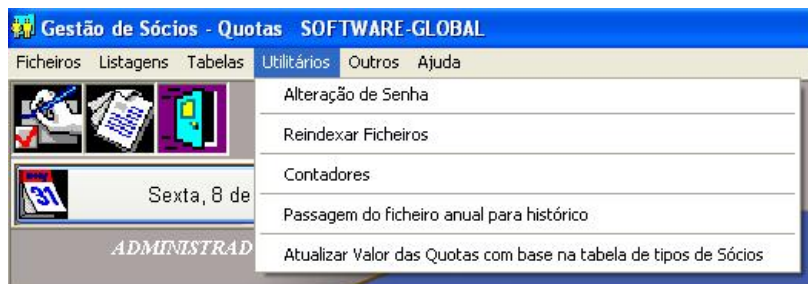 Gestão de Sócios - Quotas SOFTWARE-GLOBAL
Ficheiros Listagens Tabelas Utilitários Outros Ajuda
Alteração de Senha
Reindexar Ficheiros
Contadores
31
Sexta, 8 de
Passagem do ficheiro anual para histórico
ADMINISTRAD
Atualizar Valor das Quotas com base na tabela de tipos de Sócios